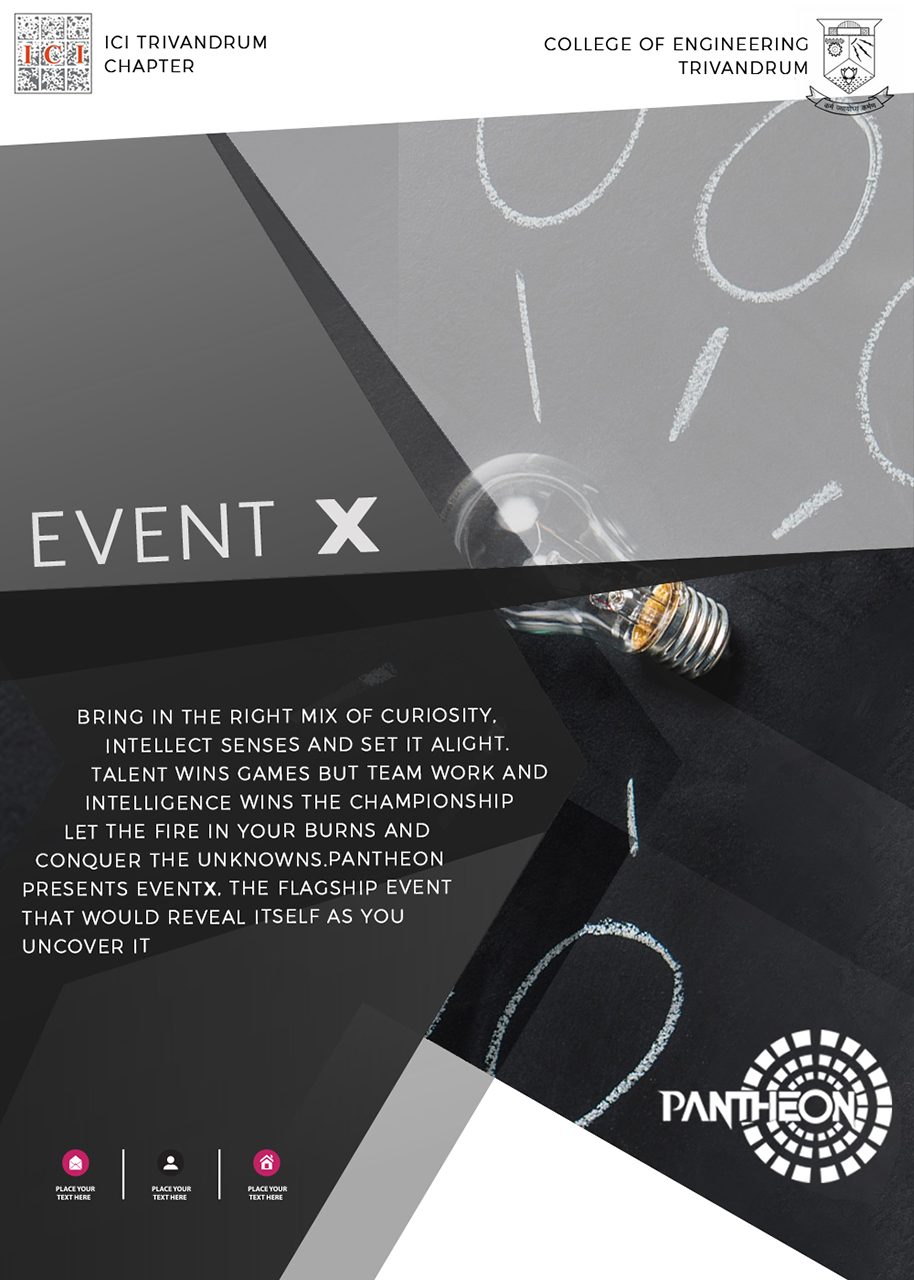 ICI
ICI TRIVANDRUM
CHAPTER
COLLEGE OF ENGINEERING
TRIVANDRUM
EVENT X
BRING IN THE RIGHT MIX OF CURIOSITY,
INTELLECT SENSES AND SET IT ALIGHT.
TALENT WINS GAMES BUT TEAM WORK AND
INTELLIGENCE WINS THE CHAMPIONSHIP
LET THE FIRE IN YOUR BURNS AND
CONQUER THE UNKNOWNS.PANTHEON
PRESENTS EVENTX, THE FLAGSHIP EVENT
THAT WOULD REVEAL ITSELF AS YOU
UNCOVER IT
PANTHEON
PLACE YOUR
TEXT HERE
PLACE YOUR
TEXT HERE
PLACE YOUR
TEXT HERE